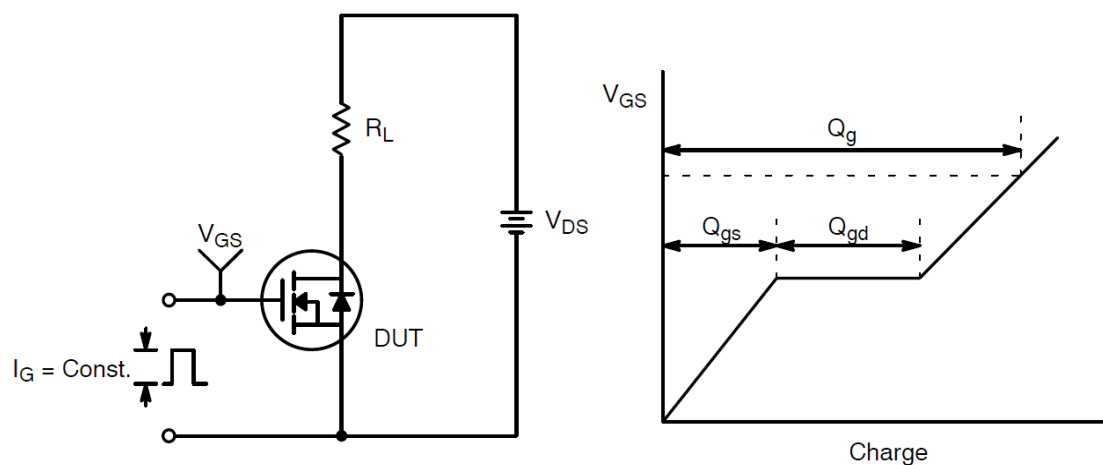 R_L
V_GS
V_DS
DUT
I_G = Const.
V_GS
Q_g
Q_gs
Q_gd
Charge